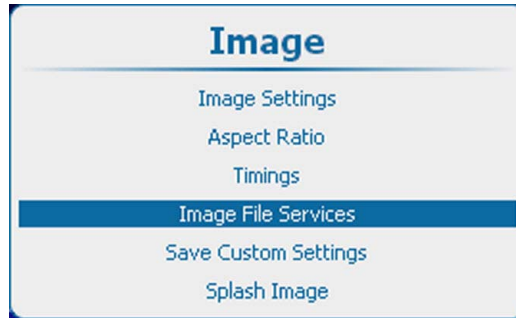 Image
Image Settings
Aspect Ratio
Timings
Image File Services
Save Custom Settings
Splash Image